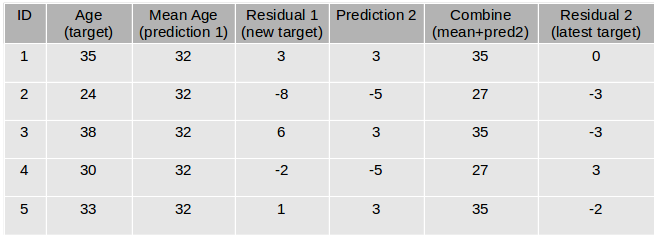 ID Age (target) Mean Age (prediction 1) Residual 1 (new target) Prediction 2 Combine (mean+pred2) Residual 2 (latest target)
1 35 32 3 3 35 0
2 24 32 -8 -5 27 -3
3 38 32 6 3 35 -3
4 30 32 -2 -5 27 3
5 33 32 1 3 35 -2